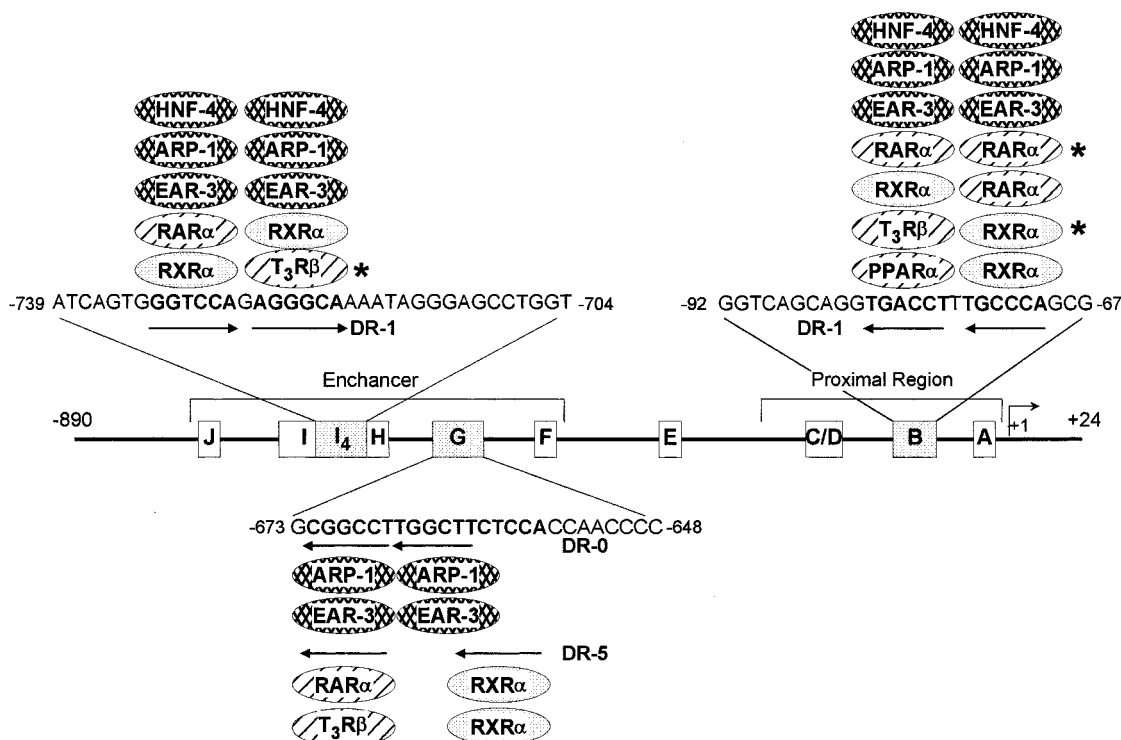 HNF-4 HNF-4
ARP-1 ARP-1
EAR-3 EAR-3
RARα RARα *
RXRα RARα
T3Rβ RXRα *
PPARα RXRα
-92 GGTCAGCAGGTGACCTTTGCCCAGCG -67
DR-1
HNF-4 HNF-4
ARP-1 ARP-1
EAR-3 EAR-3
RARα RXRα
RXRα T3Rβ *
-739 ATCAGTGGGTCCAGAGGGCAAAATAGGGAGCCTGGT -704
DR-1
Enchancer
Proximal Region
-890
J I I4 H G F E C/D B A +1 +24
-673 GCGGCCTTGGCTTCTCCACCAACCCC -648
DR-0
ARP-1 ARP-1
EAR-3 EAR-3
DR-5
RARα RXRα
T3Rβ RXRα